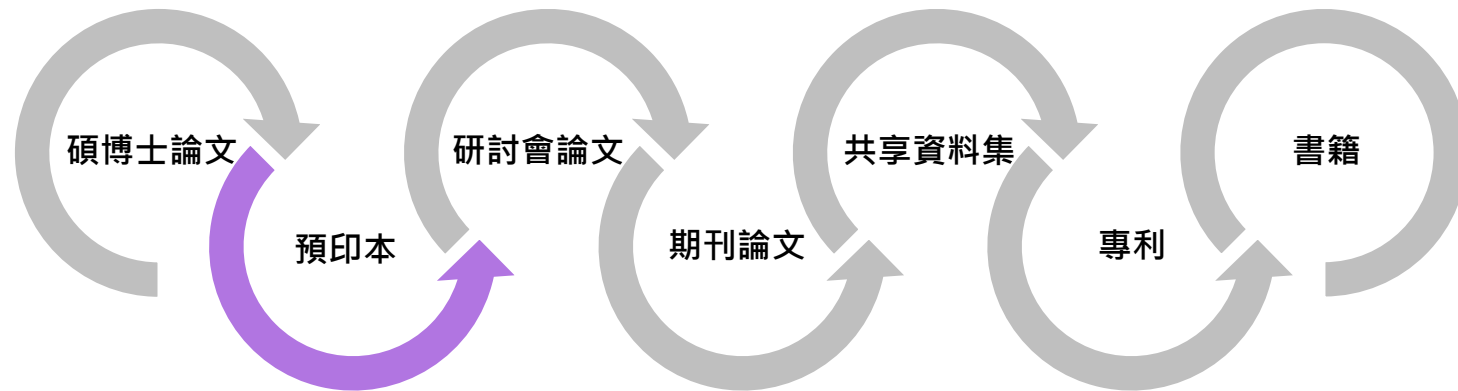 碩博士論文
預印本
研討會論文
期刊論文
共享資料集
專利
書籍